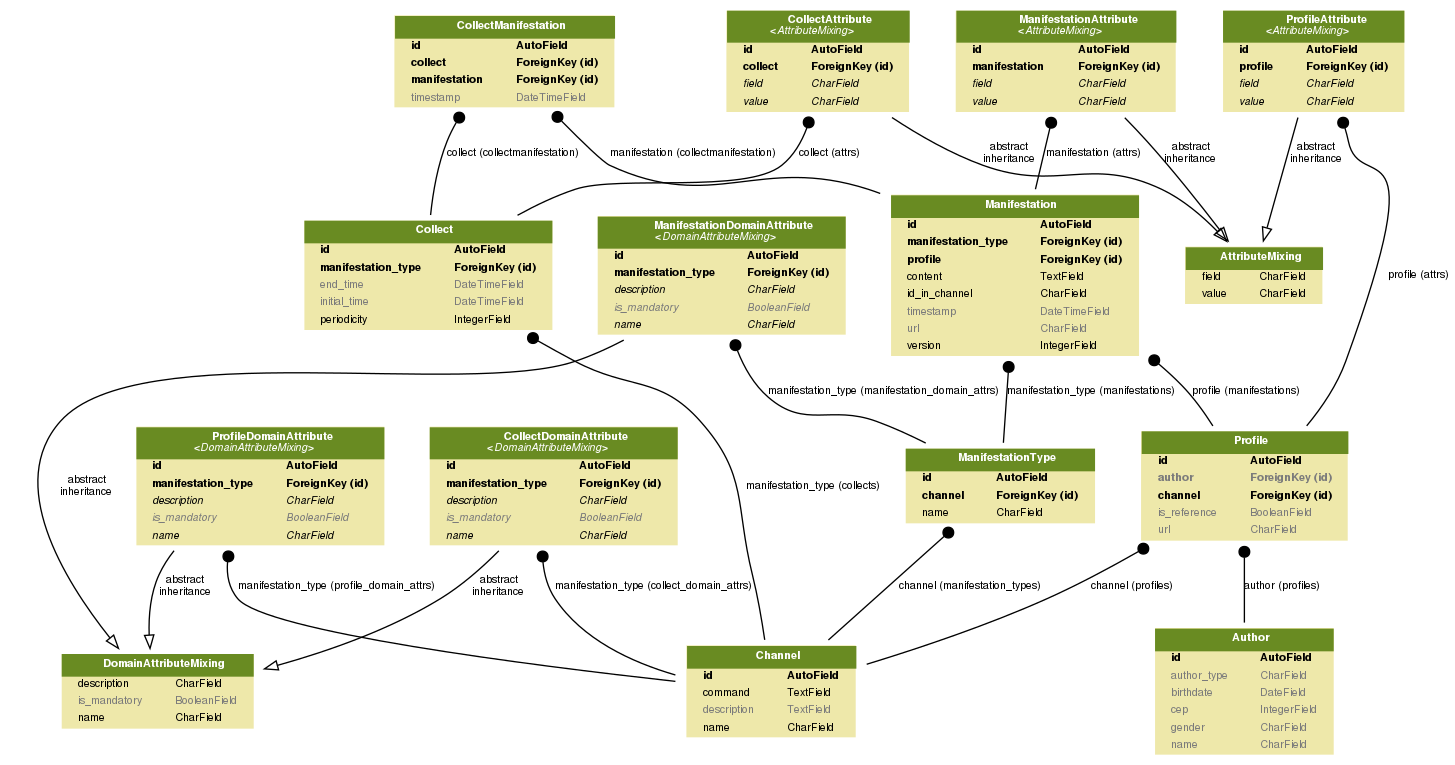 CollectManifestation
id AutoField
collect ForeignKey (id)
manifestation ForeignKey (id)
timestamp DateTimeField
CollectAttribute
<AttributeMixing>
id AutoField
collect ForeignKey (id)
field CharField
value CharField
ManifestationAttribute
<AttributeMixing>
id AutoField
manifestation ForeignKey (id)
field CharField
value CharField
ProfileAttribute
<AttributeMixing>
id AutoField
profile ForeignKey (id)
field CharField
value CharField
collect (collectmanifestation)
manifestation (collectmanifestation)
collect (attrs)
abstract
inheritance
manifestation (attrs)
abstract
inheritance
abstract
inheritance
profile (attrs)
Collect
id AutoField
manifestation_type ForeignKey (id)
end_time DateTimeField
initial_time DateTimeField
periodicity IntegerField
ManifestationDomainAttribute
<DomainAttributeMixing>
id AutoField
manifestation_type ForeignKey (id)
description CharField
is_mandatory BooleanField
name CharField
Manifestation
id AutoField
manifestation_type ForeignKey (id)
profile ForeignKey (id)
content TextField
id_in_channel CharField
timestamp DateTimeField
url CharField
version IntegerField
AttributeMixing
field CharField
value CharField
manifestation_type (manifestation_domain_attrs)
manifestation_type (manifestations)
profile (manifestations)
abstract
inheritance
ProfileDomainAttribute
<DomainAttributeMixing>
id AutoField
manifestation_type ForeignKey (id)
description CharField
is_mandatory BooleanField
name CharField
CollectDomainAttribute
<DomainAttributeMixing>
id AutoField
manifestation_type ForeignKey (id)
description CharField
is_mandatory BooleanField
name CharField
manifestation_type (collects)
ManifestationType
id AutoField
channel ForeignKey (id)
name CharField
Profile
id AutoField
author ForeignKey (id)
channel ForeignKey (id)
is_reference BooleanField
url CharField
abstract
inheritance
manifestation_type (profile_domain_attrs)
abstract
inheritance
manifestation_type (collect_domain_attrs)
channel (manifestation_types)
channel (profiles)
author (profiles)
DomainAttributeMixing
description CharField
is_mandatory BooleanField
name CharField
Channel
id AutoField
command TextField
description TextField
name CharField
Author
id AutoField
author_type CharField
birthdate DateField
cep IntegerField
gender CharField
name CharField